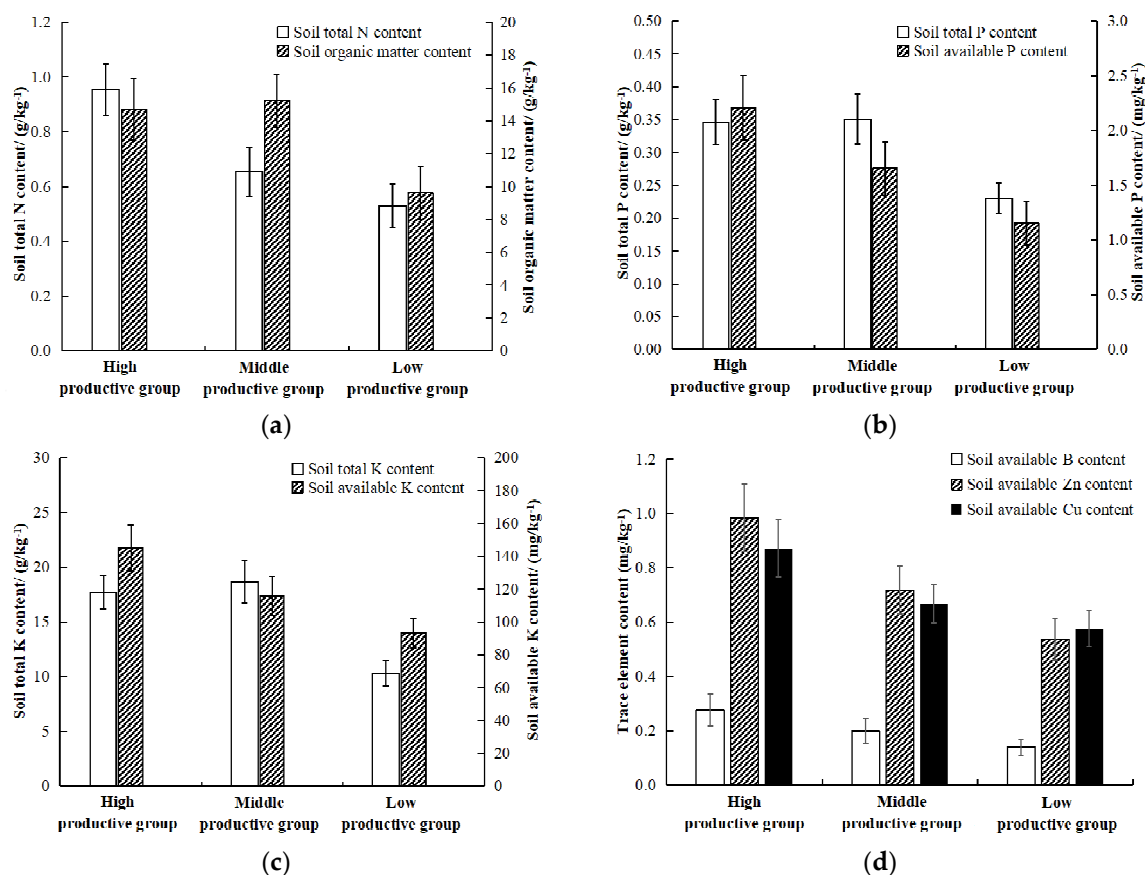 1.2
1.0
0.8
0.6
0.4
0.2
0.0
Soil total N content/ (g/kg⁻¹)
Soil total N content
Soil organic matter content
20
18
16
14
12
10
8
6
4
2
0
Soil organic matter content/ (g/kg⁻¹)
High
productive group
Middle
productive group
Low
productive group
(a)
0.50
0.45
0.40
0.35
0.30
0.25
0.20
0.15
0.10
0.05
0.00
Soil total P content/ (g/kg⁻¹)
Soil total P content
Soil available P content
3.0
2.5
2.0
1.5
1.0
0.5
0.0
Soil available P content/ (mg/kg⁻¹)
High
productive group
Middle
productive group
Low
productive group
(b)
30
25
20
15
10
5
0
Soil total K content/ (g/kg⁻¹)
Soil total K content
Soil available K content
200
180
160
140
120
100
80
60
40
20
0
Soil available K content/ (mg/kg⁻¹)
High
productive group
Middle
productive group
Low
productive group
(c)
1.2
1.0
0.8
0.6
0.4
0.2
0.0
Trace element content (mg/kg⁻¹)
Soil available B content
Soil available Zn content
Soil available Cu content
High
productive group
Middle
productive group
Low
productive group
(d)